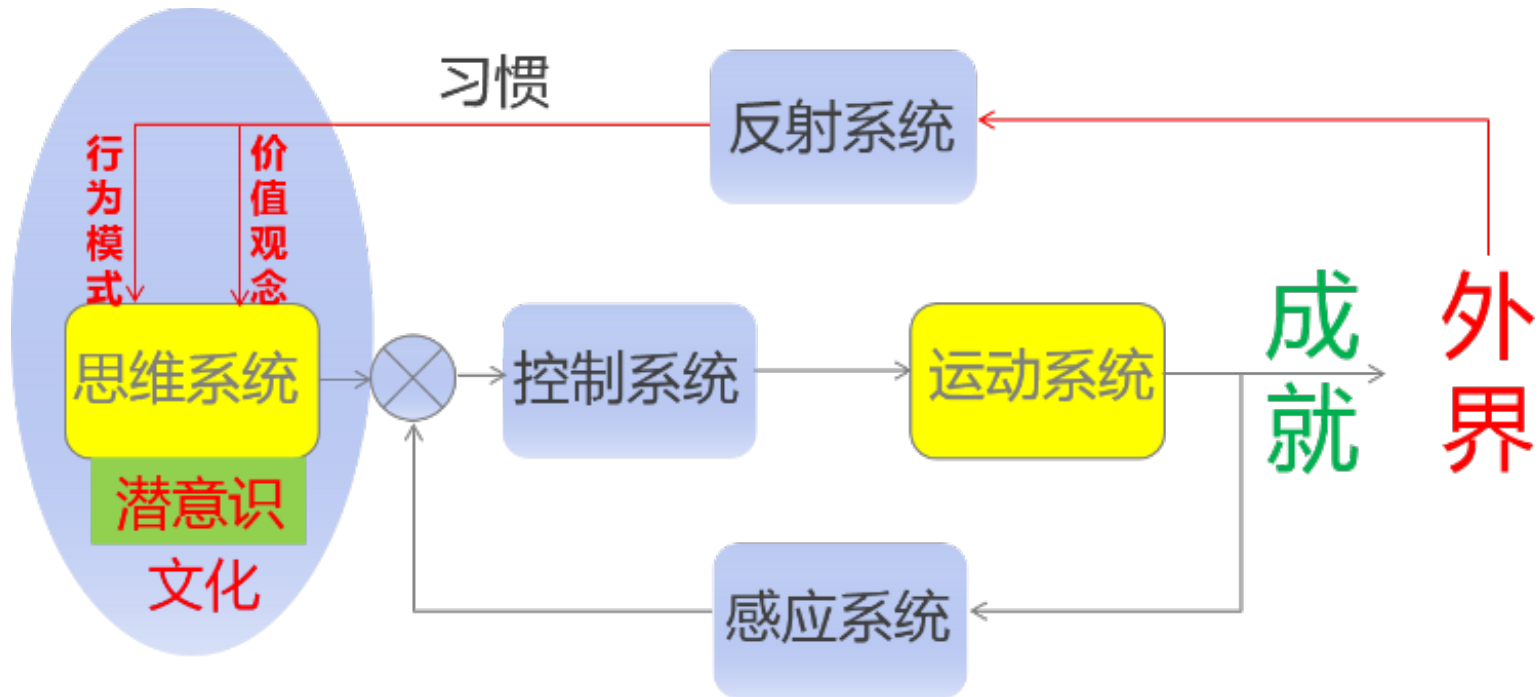 习惯
反射系统
行为模式
价值观念
思维系统
控制系统
运动系统
成就
外界
潜意识
文化
感应系统